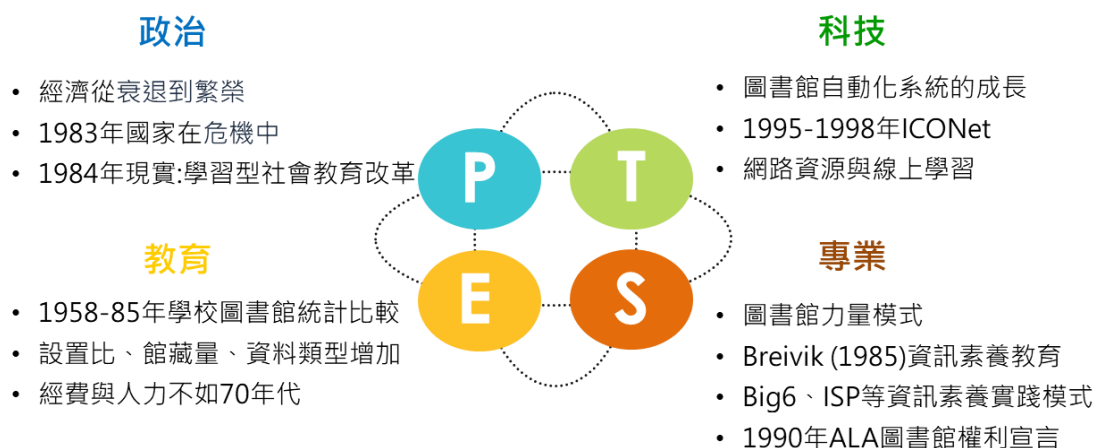 政治
• 經濟從衰退到繁榮
• 1983年國家在危機中
• 1984年現實:學習型社會教育改革
科技
• 圖書館自動化系統的成長
• 1995-1998年ICONet
• 網路資源與線上學習
P
T
E
S
教育
• 1958-85年學校圖書館統計比較
• 設置比、館藏量、資料類型增加
• 經費與人力不如70年代
專業
• 圖書館力量模式
• Breivik (1985)資訊素養教育
• Big6、ISP等資訊素養實踐模式
• 1990年ALA圖書館權利宣言